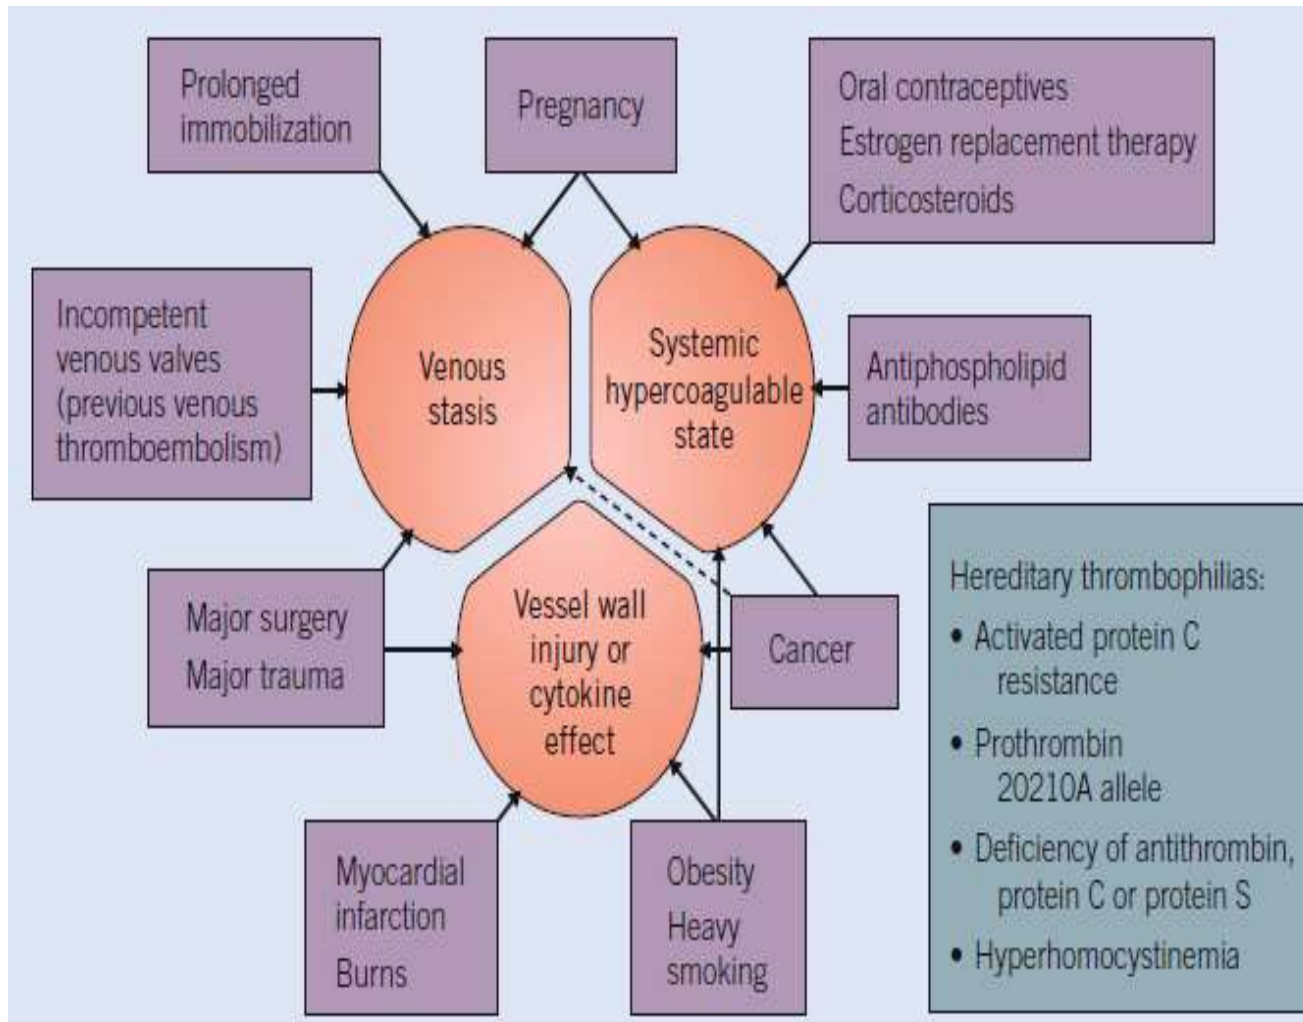 Prolonged
immobilization
Pregnancy
Oral contraceptives
Estrogen replacement therapy
Corticosteroids
Incompetent
venous valves
(previous venous
thromboembolism)
Venous
stasis
Systemic
hypercoagulable
state
Antiphospholipid
antibodies
Major surgery
Major trauma
Vessel wall
injury or
cytokine
effect
Cancer
Myocardial
infarction
Burns
Obesity
Heavy
smoking
Hereditary thrombophilias:
• Activated protein C
resistance
• Prothrombin
20210A allele
• Deficiency of antithrombin,
protein C or protein S
• Hyperhomocystinemia